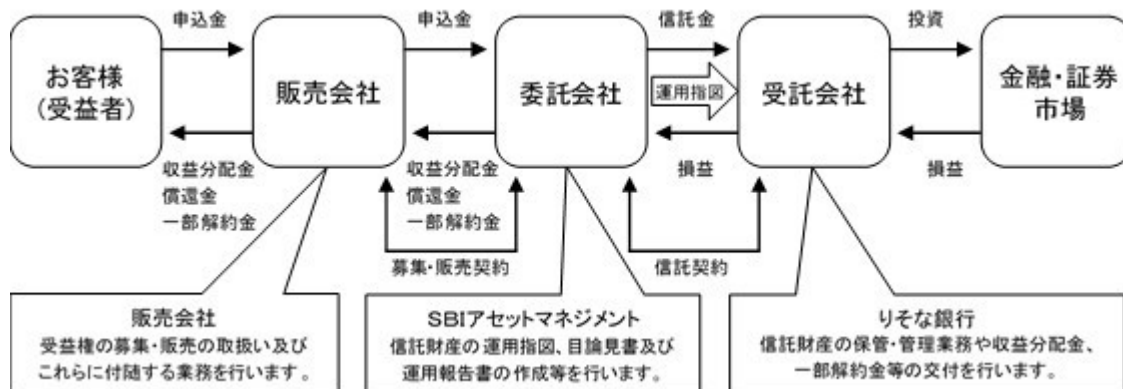 申込金
申込金
信託金
投資
お客様
(受益者)
販売会社
委託会社
運用指図
受託会社
金融・証券
市場
収益分配金
償還金
一部解約金
収益分配金
償還金
一部解約金
損益
損益
募集・販売契約
信託契約
販売会社
受益権の募集・販売の取扱い及び
これらに付随する業務を行います。
SBIアセットマネジメント
信託財産の運用指図、目論見書及び
運用報告書の作成等を行います。
りそな銀行
信託財産の保管・管理業務や収益分配金、
一部解約金等の交付を行います。